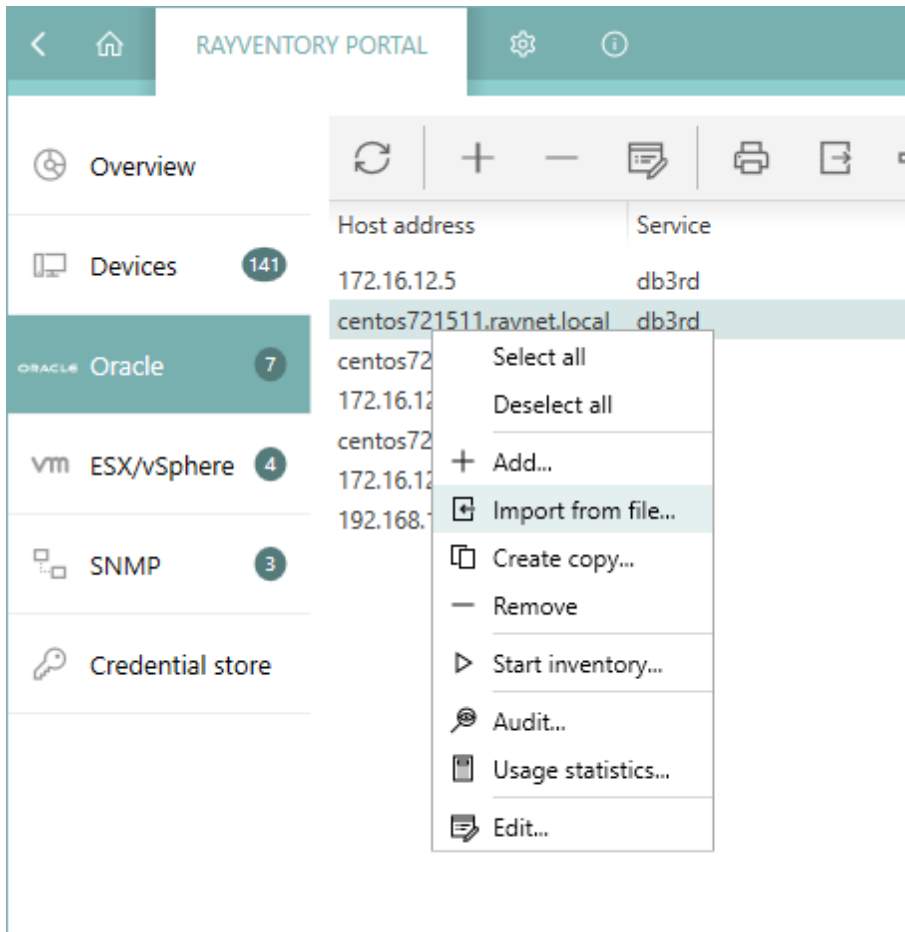 RAYVENTORY PORTAL
Overview
Devices 141
ORACLE Oracle 7
vm ESX/vSphere 4
SNMP 3
Credential store
Host address Service
172.16.12.5 db3rd
centos721511.raynet.local db3rd
centos72
172.16.12
centos72
172.16.12
192.168.
Select all
Deselect all
Add...
Import from file...
Create copy...
Remove
Start inventory...
Audit...
Usage statistics...
Edit...